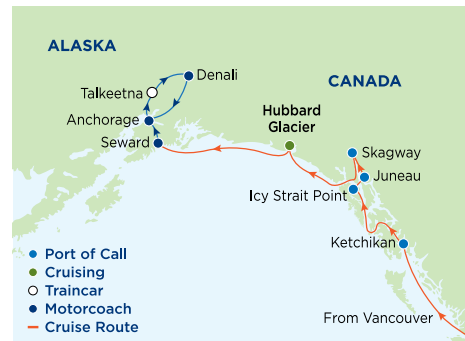 ALASKA
Denali
CANADA
Talkeetna
Hubbard
Glacier
Anchorage
Seward
Skagway
Juneau
Icy Strait Point
Ketchikan
Port of Call
Cruising
Traincar
Motorcoach
Cruise Route
From Vancouver